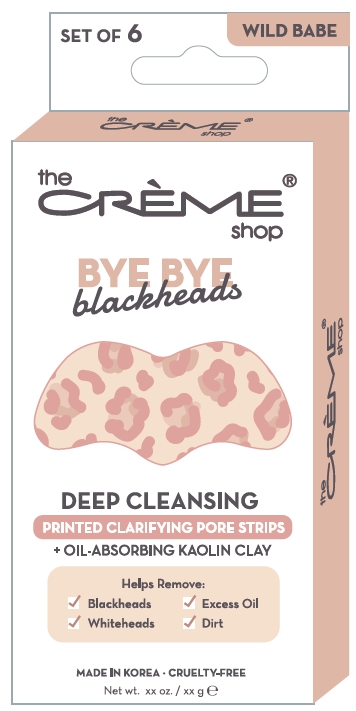 SET OF 6
WILD BABE
the
CRÈME®
shop
the
CRÈME®
shop
BYE BYE
blackheads
the
CRÈME®
shop
DEEP CLEANSING
PRINTED CLARIFYING PORE STRIPS
+ OIL-ABSORBING KAOLIN CLAY
Helps Remove:
Blackheads
Excess Oil
Whiteheads
Dirt
MADE IN KOREA · CRUELTY-FREE
Net wt. xx oz. / xx g ℮